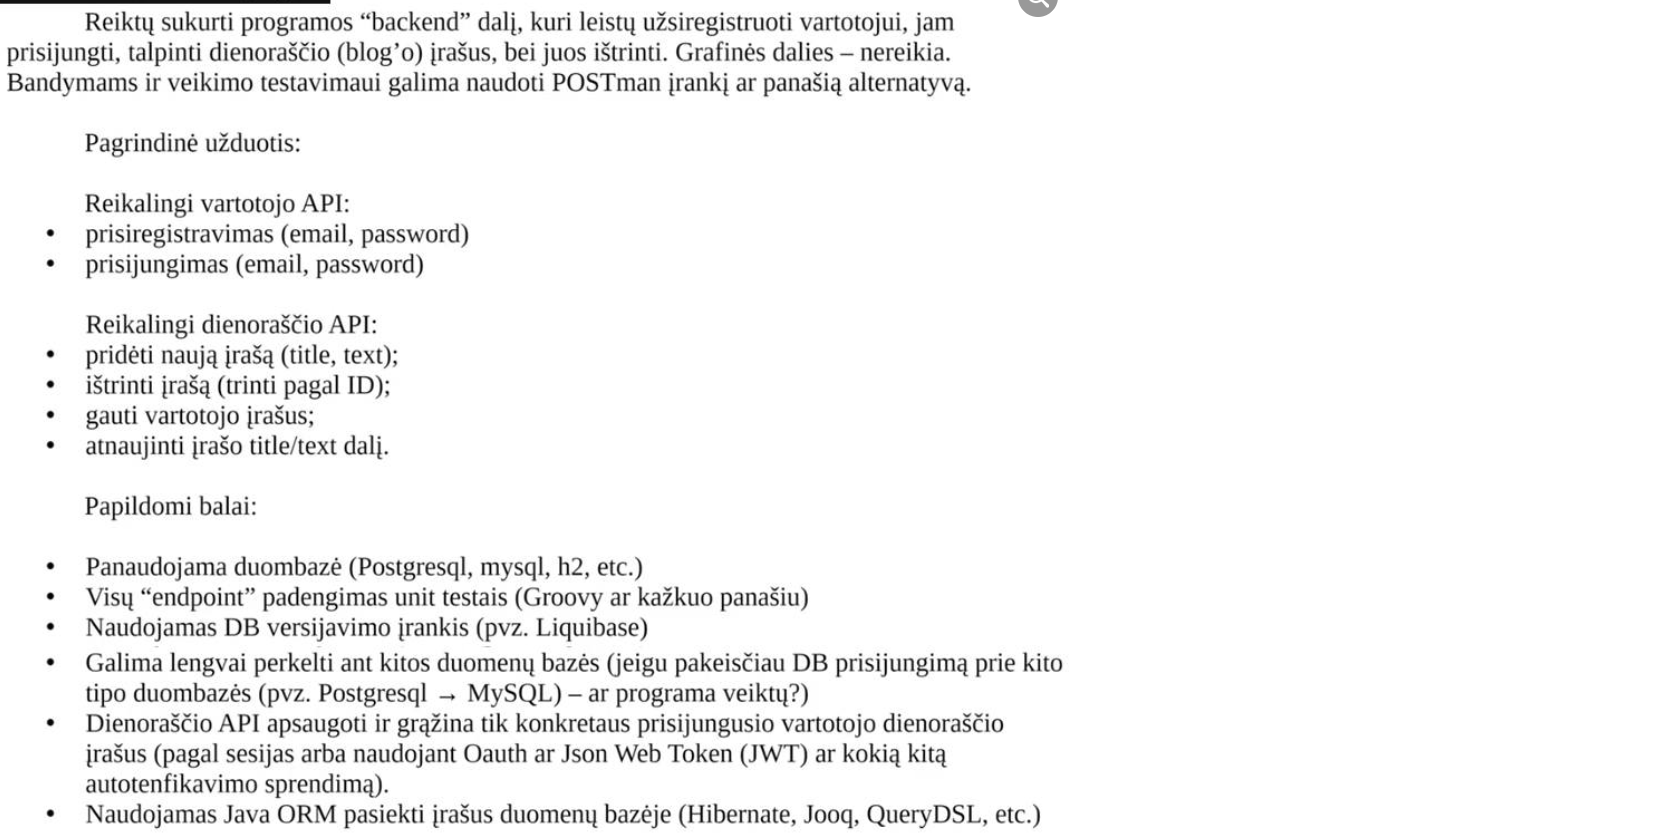 Reiktų sukurti programos “backend” dalį, kuri leistų užsiregistruoti vartotojui, jam
prisijungti, talpinti dienoraščio (blog’o) įrašus, bei juos ištrinti. Grafinės dalies – nereikia.
Bandymams ir veikimo testavimaui galima naudoti POSTman įrankį ar panašią alternatyvą.
Pagrindinė užduotis:
Reikalingi vartotojo API:
• prisiregistravimas (email, password)
• prisijungimas (email, password)
Reikalingi dienoraščio API:
• pridėti naują įrašą (title, text);
• ištrinti įrašą (trinti pagal ID);
• gauti vartotojo įrašus;
• atnaujinti įrašo title/text dalį.
Papildomi balai:
• Panaudojama duombazė (Postgresql, mysql, h2, etc.)
• Visų “endpoint” padengimas unit testais (Groovy ar kažkuo panašiu)
• Naudojamas DB versijavimo įrankis (pvz. Liquibase)
• Galima lengvai perkelti ant kitos duomenų bazės (jeigu pakeisčiau DB prisijungimą prie kito
tipo duombazės (pvz. Postgresql → MySQL) – ar programa veiktų?)
• Dienoraščio API apsaugoti ir grąžina tik konkretaus prisijungusio vartotojo dienoraščio
įrašus (pagal sesijas arba naudojant Oauth ar Json Web Token (JWT) ar kokią kitą
autotenfikavimo sprendimą).
• Naudojamas Java ORM pasiekti įrašus duomenų bazėje (Hibernate, Jooq, QueryDSL, etc.)